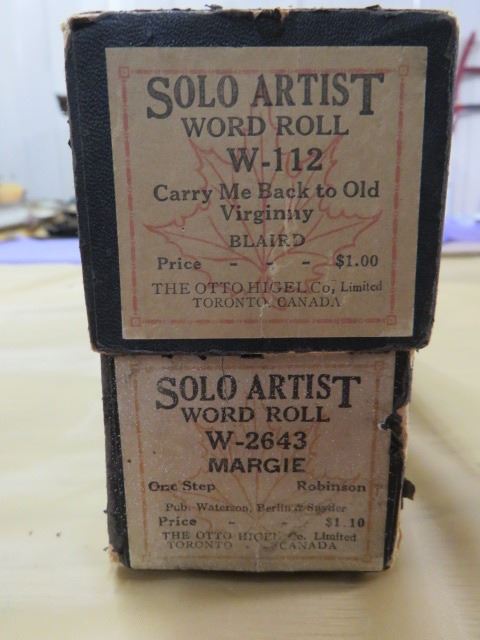 SOLO ARTIST
WORD ROLL
W-112
Carry Me Back to Old
Virginny
BLAIRD
Price - - - $1.00
THE OTTO HIGEL Co., Limited
TORONTO, CANADA
SOLO ARTIST
WORD ROLL
W-2643
MARGIE
One Step Robinson
Pub. Waterson, Berlin & Snyder
Price - - - $1.10
THE OTTO HIGEL Co. Limited
TORONTO - CANADA